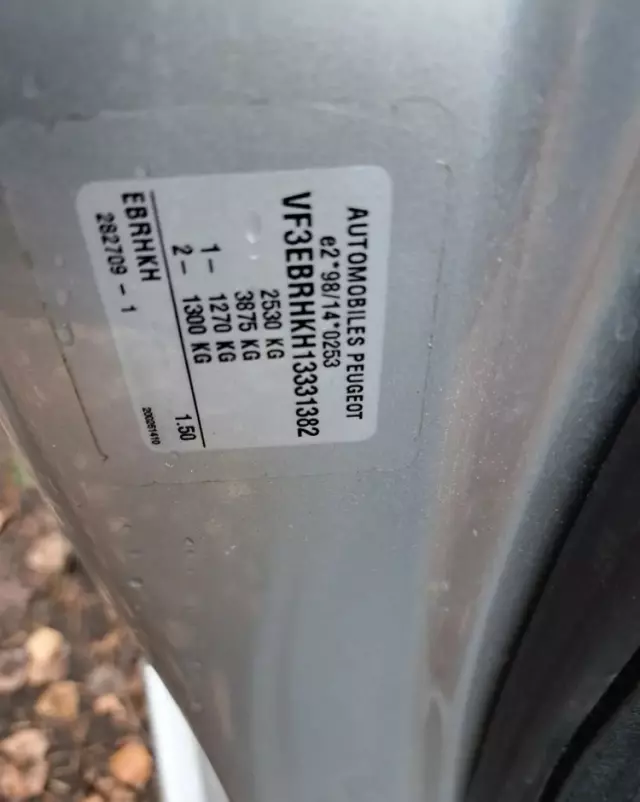 AUTOMOBILES PEUGEOT
e2*98/14*0253
VF3EBRHKH13331382
2530 KG
3875 KG
1- 1270 KG
2- 1300 KG
1.50
EBRHKH
282709 - 1
200261410